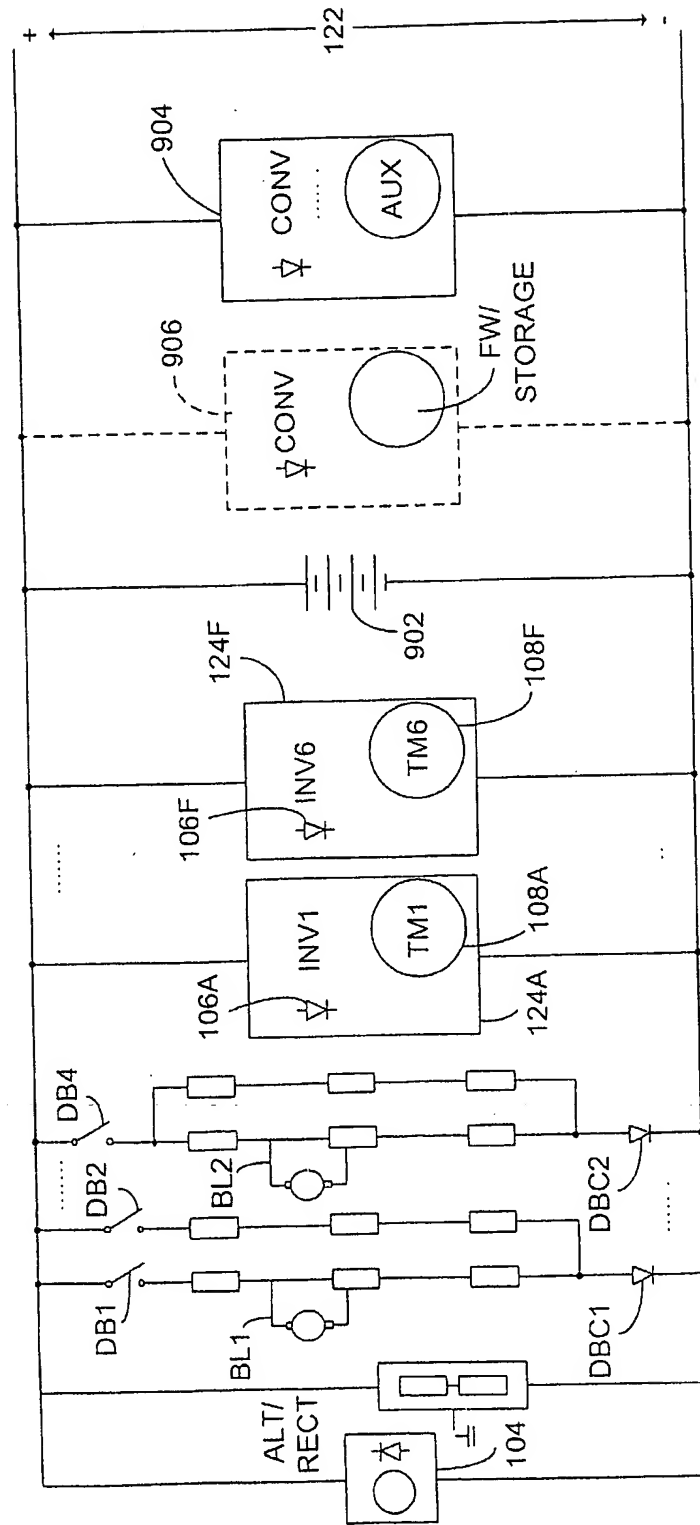 +
122
-
904
CONV
......
AUX
906
CONV
FW/
STORAGE
902
124F
106F
INV6
TM6
108F
......
106A
INV1
TM1
108A
124A
DB4
......
DB2
DB1
BL2
BL1
DBC2
......
DBC1
ALT/
RECT
104